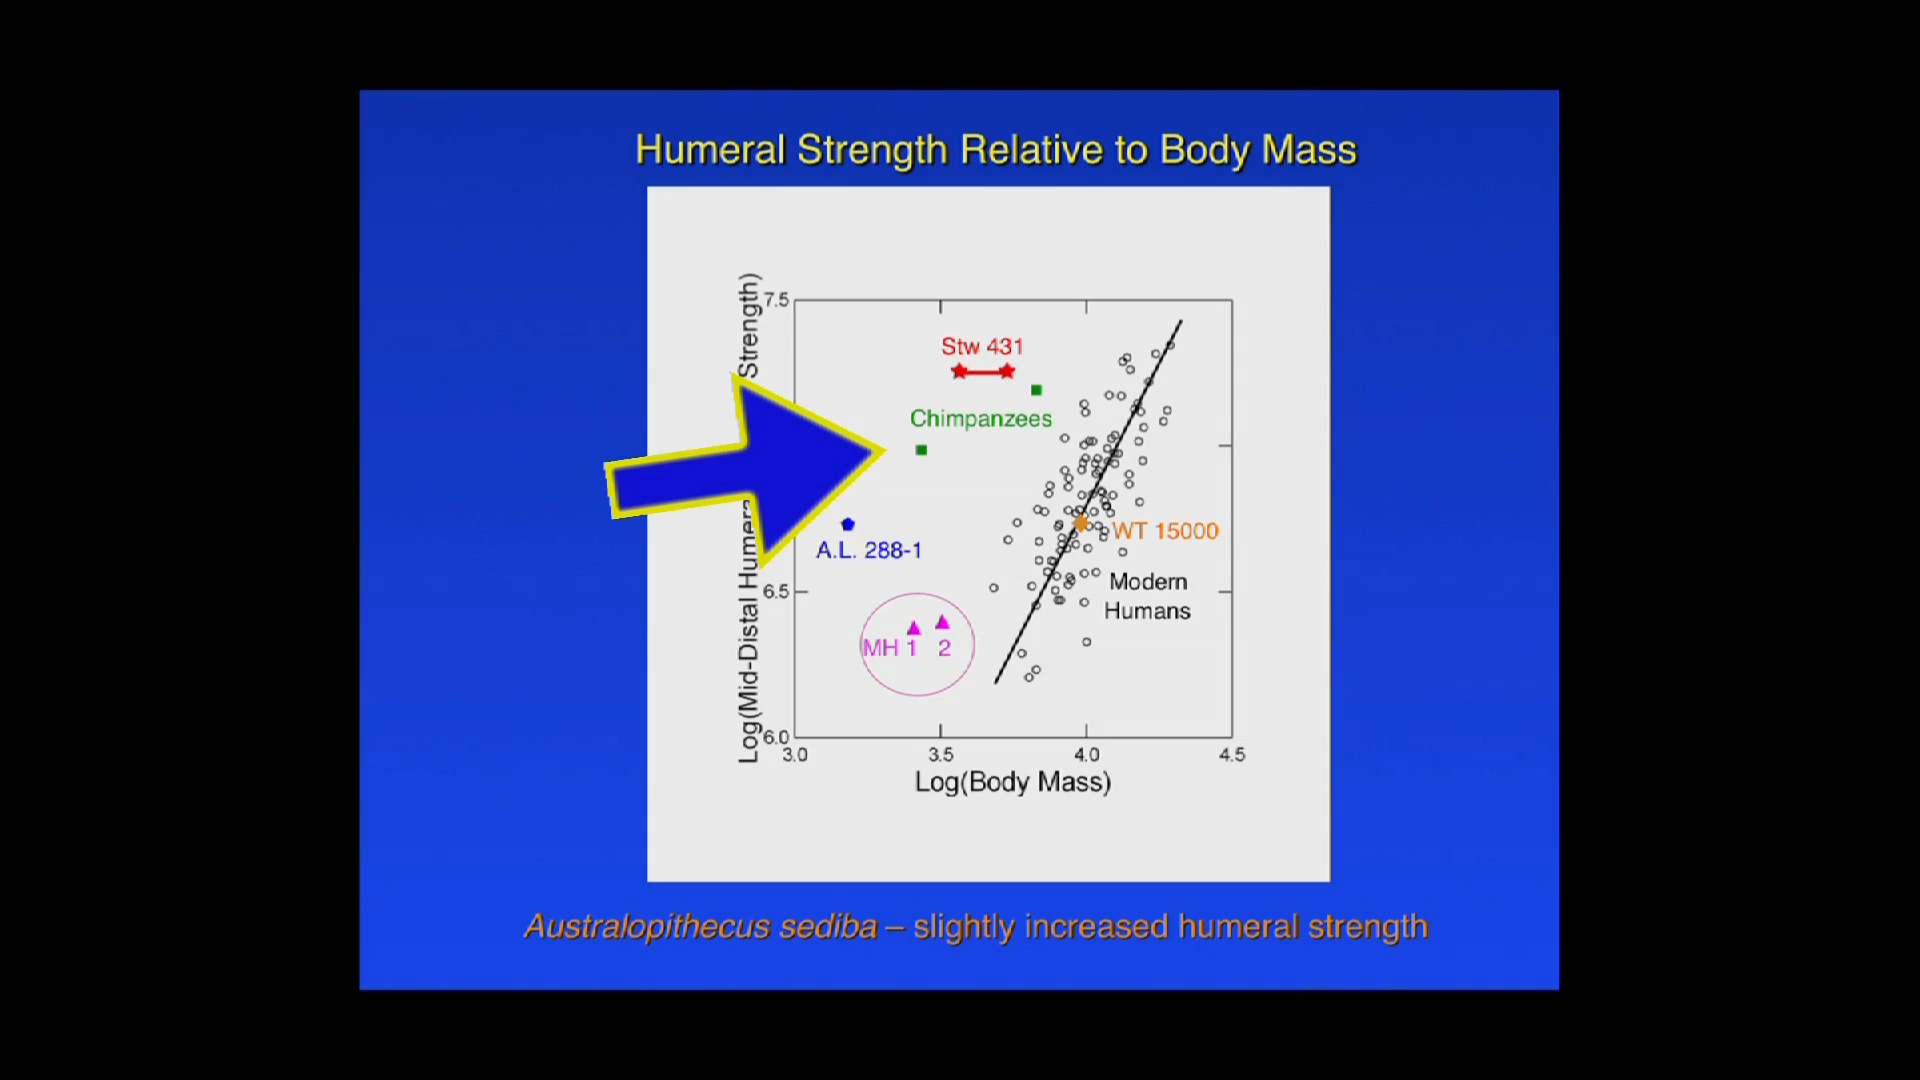 Humeral Strength Relative to Body Mass
Log(Mid-Distal Humera Strength)
7.5
Stw 431
Chimpanzees
WT 15000
A.L. 288-1
Modern
Humans
6.5
MH 1 2
6.0
3.0 3.5 4.0 4.5
Log(Body Mass)
Australopithecus sediba – slightly increased humeral strength